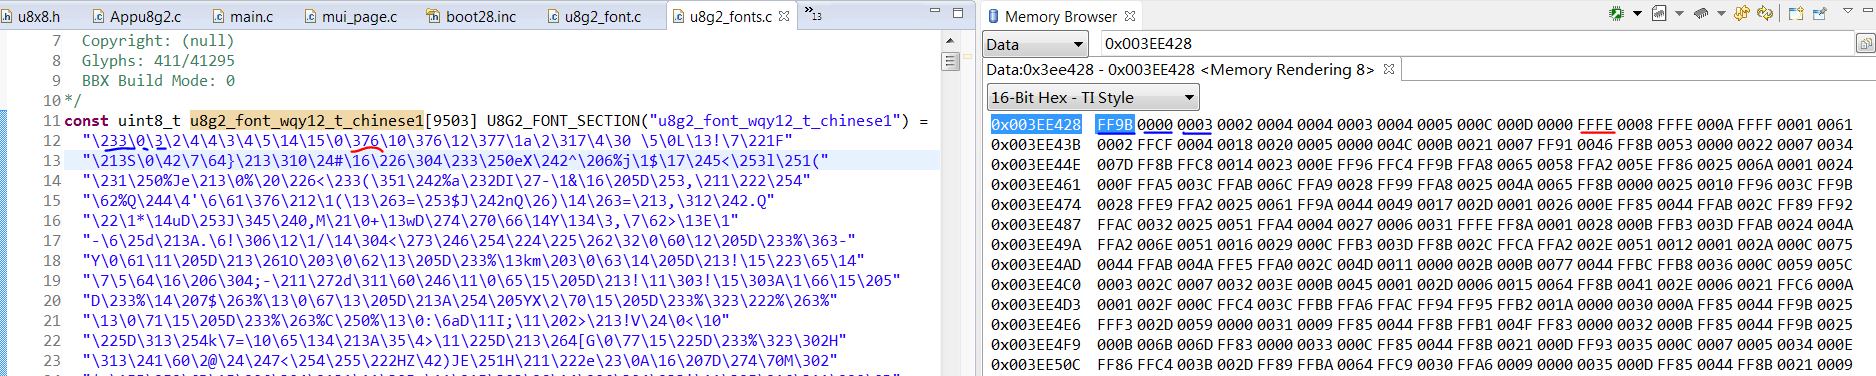 u8x8.h
Appu8g2.c
main.c
mui_page.c
boot28.inc
u8g2_font.c
u8g2_fonts.c
»13
7 Copyright: (null)
8 Glyphs: 411/41295
9 BBX Build Mode: 0
10 */
11 const uint8_t u8g2_font_wqy12_t_chinese1[9503] U8G2_FONT_SECTION("u8g2_font_wqy12_t_chinese1") =
12 "\233\0\3\2\4\4\3\4\5\14\15\0\376\10\376\12\377\1a\2\317\4\30 \5\0L\13!\7\221F"
13 "\213S\0\42\7\64}\213\310\24#\16\226\304\233\250eX\242^\206%j\1$\17\245<\253l\251("
14 "\231\250%Je\213\0%\20\226<\233(\351\242%a\232DI\27-\1&\16\205D\253,\211\222\254"
15 "\62%Q\244\4'\6\61\376\212\1(\13\263=\253$J\242nQ\26)\14\263=\213,\312\242.Q"
16 "\22\1*\14uD\253J\345\240,M\21\0+\13wD\274\270\66\14Y\134\3,\7\62>\13E\1"
17 "-\6\25d\213A.\6!\306\12\1/\14\304<\273\246\254\224\225\262\32\0\60\12\205D\233%\363-"
18 "Y\0\61\11\205D\213\261O\203\0\62\13\205D\233%\13km\203\0\63\14\205D\213!\15\223\65\14"
19 "\7\5\64\16\206\304;-\211\272d\311\60\246\11\0\65\15\205D\213!\11\303!\15\303A\1\66\15\205"
20 "D\233%\14\207$\263%\13\0\67\13\205D\213A\254\205YX\2\70\15\205D\233%\323\222%\263%"
21 "\13\0\71\15\205D\233%\263%C\250%\13\0:\6aD\11I;\11\202>\213!V\24\0<\10"
22 "\225D\313\254k\7=\10\65\134\213A\35\4>\11\225D\213\264[G\0\77\15\225D\233%\323\302H"
23 "\313\241\60\2@\24\247<\254\255\222HZ\42)JE\251H\211\222e\23\0A\16\207D\274\70M\302"
Memory Browser
Data
0x003EE428
Data:0x3ee428 - 0x003EE428 <Memory Rendering 8>
16-Bit Hex - TI Style
0x003EE428 FF9B 0000 0003 0002 0004 0004 0003 0004 0005 000C 000D 0000 FFFE 0008 FFFE 000A FFFF 0001 0061
0x003EE43B 0002 FFCF 0004 0018 0020 0005 0000 004C 000B 0021 0007 FF91 0046 FF8B 0053 0000 0022 0007 0034
0x003EE44E 007D FF8B FFC8 0014 0023 000E FF96 FFC4 FF9B FFA8 0065 0058 FFA2 005E FF86 0025 006A 0001 0024
0x003EE461 000F FFA5 003C FFAB 006C FFA9 0028 FF99 FFA8 0025 004A 0065 FF8B 0000 0025 0010 FF96 003C FF9B
0x003EE474 0028 FFE9 FFA2 0025 0061 FF9A 0044 0049 0017 002D 0001 0026 000E FF85 0044 FFAB 002C FF89 FF92
0x003EE487 FFAC 0032 0025 0051 FFA4 0004 0027 0006 0031 FFFE FF8A 0001 0028 000B FFB3 003D FFAB 0024 004A
0x003EE49A FFA2 006E 0051 0016 0029 000C FFB3 003D FF8B 002C FFCA FFA2 002E 0051 0012 0001 002A 000C 0075
0x003EE4AD 0044 FFAB 004A FFE5 FFA0 002C 004D 0011 0000 002B 000B 0077 0044 FFBC FFB8 0036 000C 0059 005C
0x003EE4C0 0003 002C 0007 0032 003E 000B 0045 0001 002D 0006 0015 0064 FF8B 0041 002E 0006 0021 FFC6 000A
0x003EE4D3 0001 002F 000C FFC4 003C FFBB FFA6 FFAC FF94 FF95 FFB2 001A 0000 0030 000A FF85 0044 FF9B 0025
0x003EE4E6 FFF3 002D 0059 0000 0031 0009 FF85 0044 FF8B FFB1 004F FF83 0000 0032 000B FF85 0044 FF9B 0025
0x003EE4F9 000B 006B 006D FF83 0000 0033 000C FF85 0044 FF8B 0021 000D FF93 0035 000C 0007 0005 0034 000E
0x003EE50C FF86 FFC4 003B 002D FF89 FFBA 0064 FFC9 0030 FFA6 0009 0000 0035 000D FF85 0044 FF8B 0021 0009